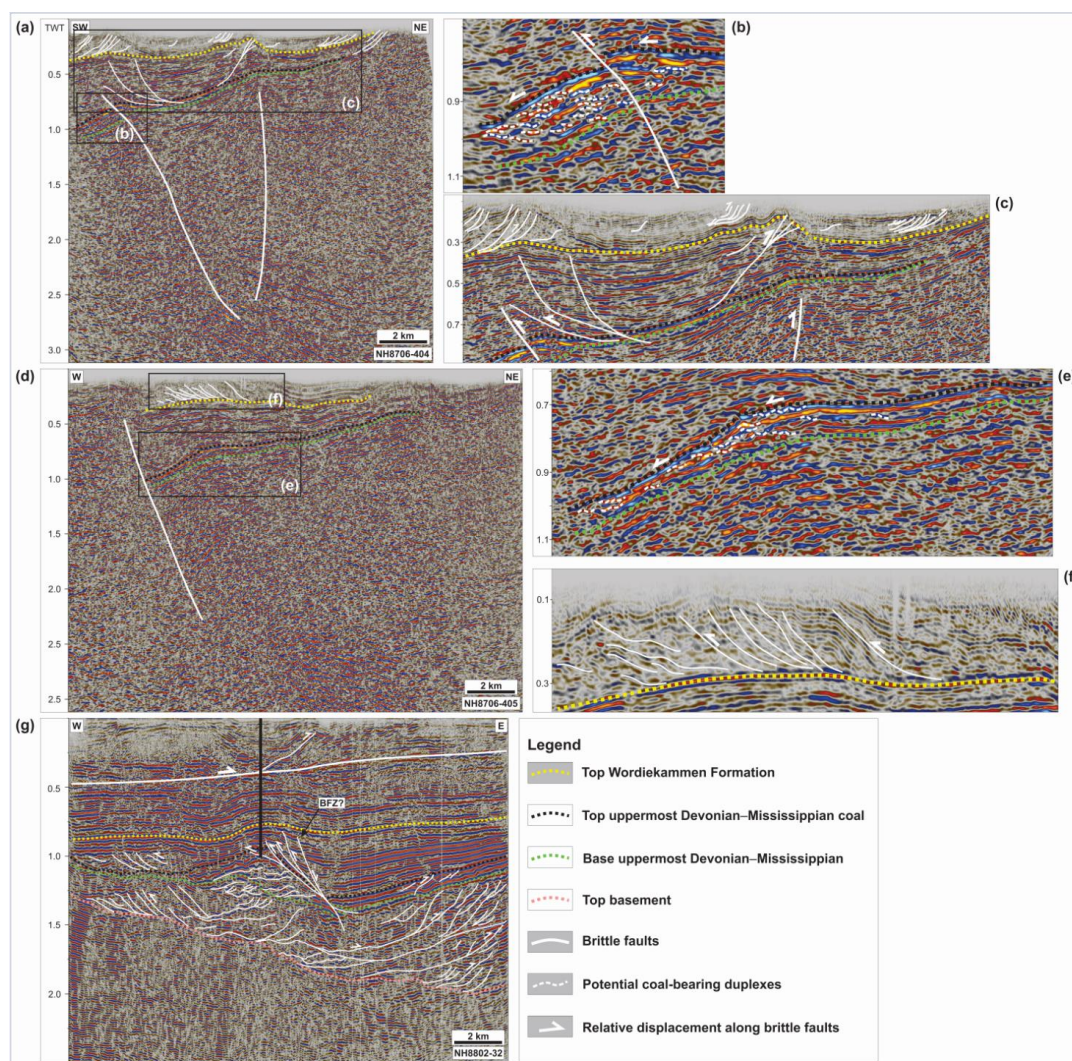 (a)
TWT
SW
NE
0.5
1.0
1.5
2.0
2.5
3.0
(b)
(c)
2 km
NH8706-404
(b)
0.9
1.1
(c)
0.3
0.5
0.7
(d)
W
NE
0.5
1.0
1.5
2.0
2.5
(f)
(e)
2 km
NH8706-405
(e)
0.7
0.9
1.1
(f)
0.1
0.3
(g)
W
E
BFZ?
0.5
1.0
1.5
2.0
2 km
NH8802-32
Legend
Top Wordiekammen Formation
Top uppermost Devonian–Mississippian coal
Base uppermost Devonian–Mississippian
Top basement
Brittle faults
Potential coal-bearing duplexes
Relative displacement along brittle faults